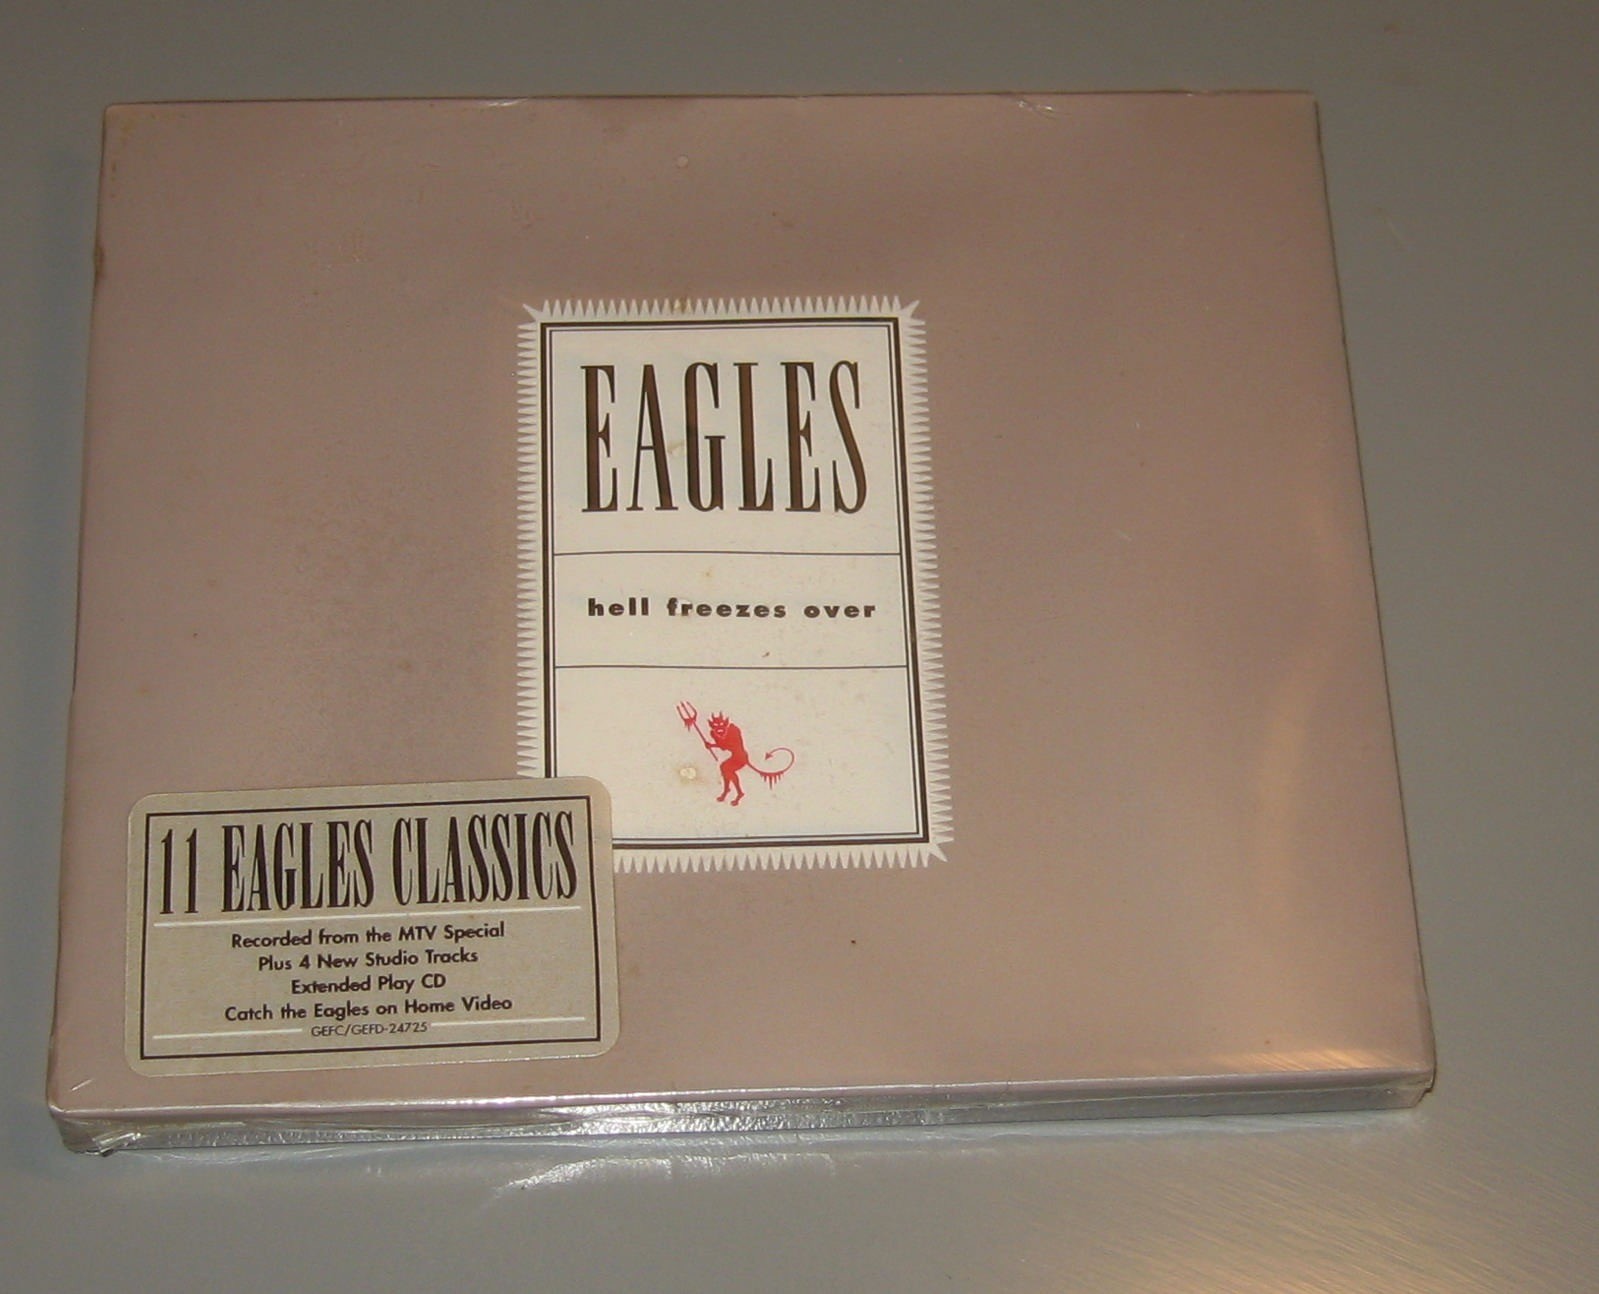 EAGLES
hell freezes over
11 EAGLES CLASSICS
Recorded from the MTV Special
Plus 4 New Studio Tracks
Extended Play CD
Catch the Eagles on Home Video
GEFC/GEFD-24725